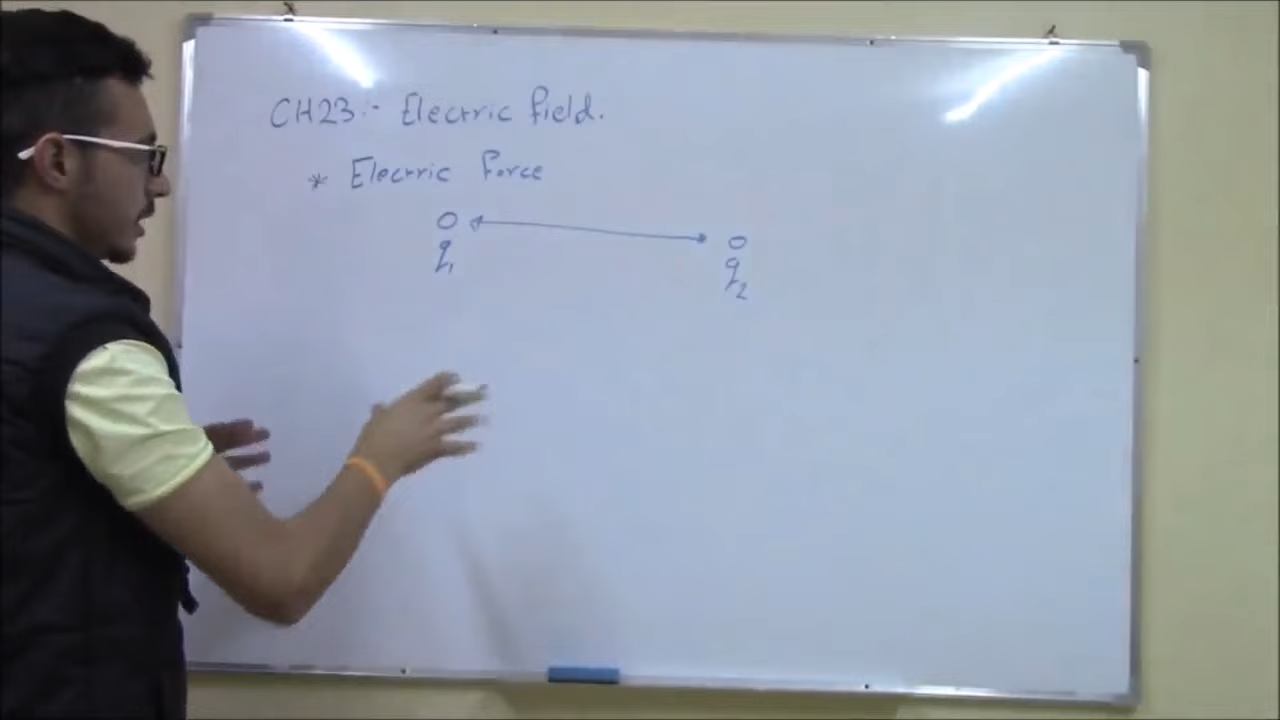 CH23:- Electric field.
* Electric Force
q₁
q₂